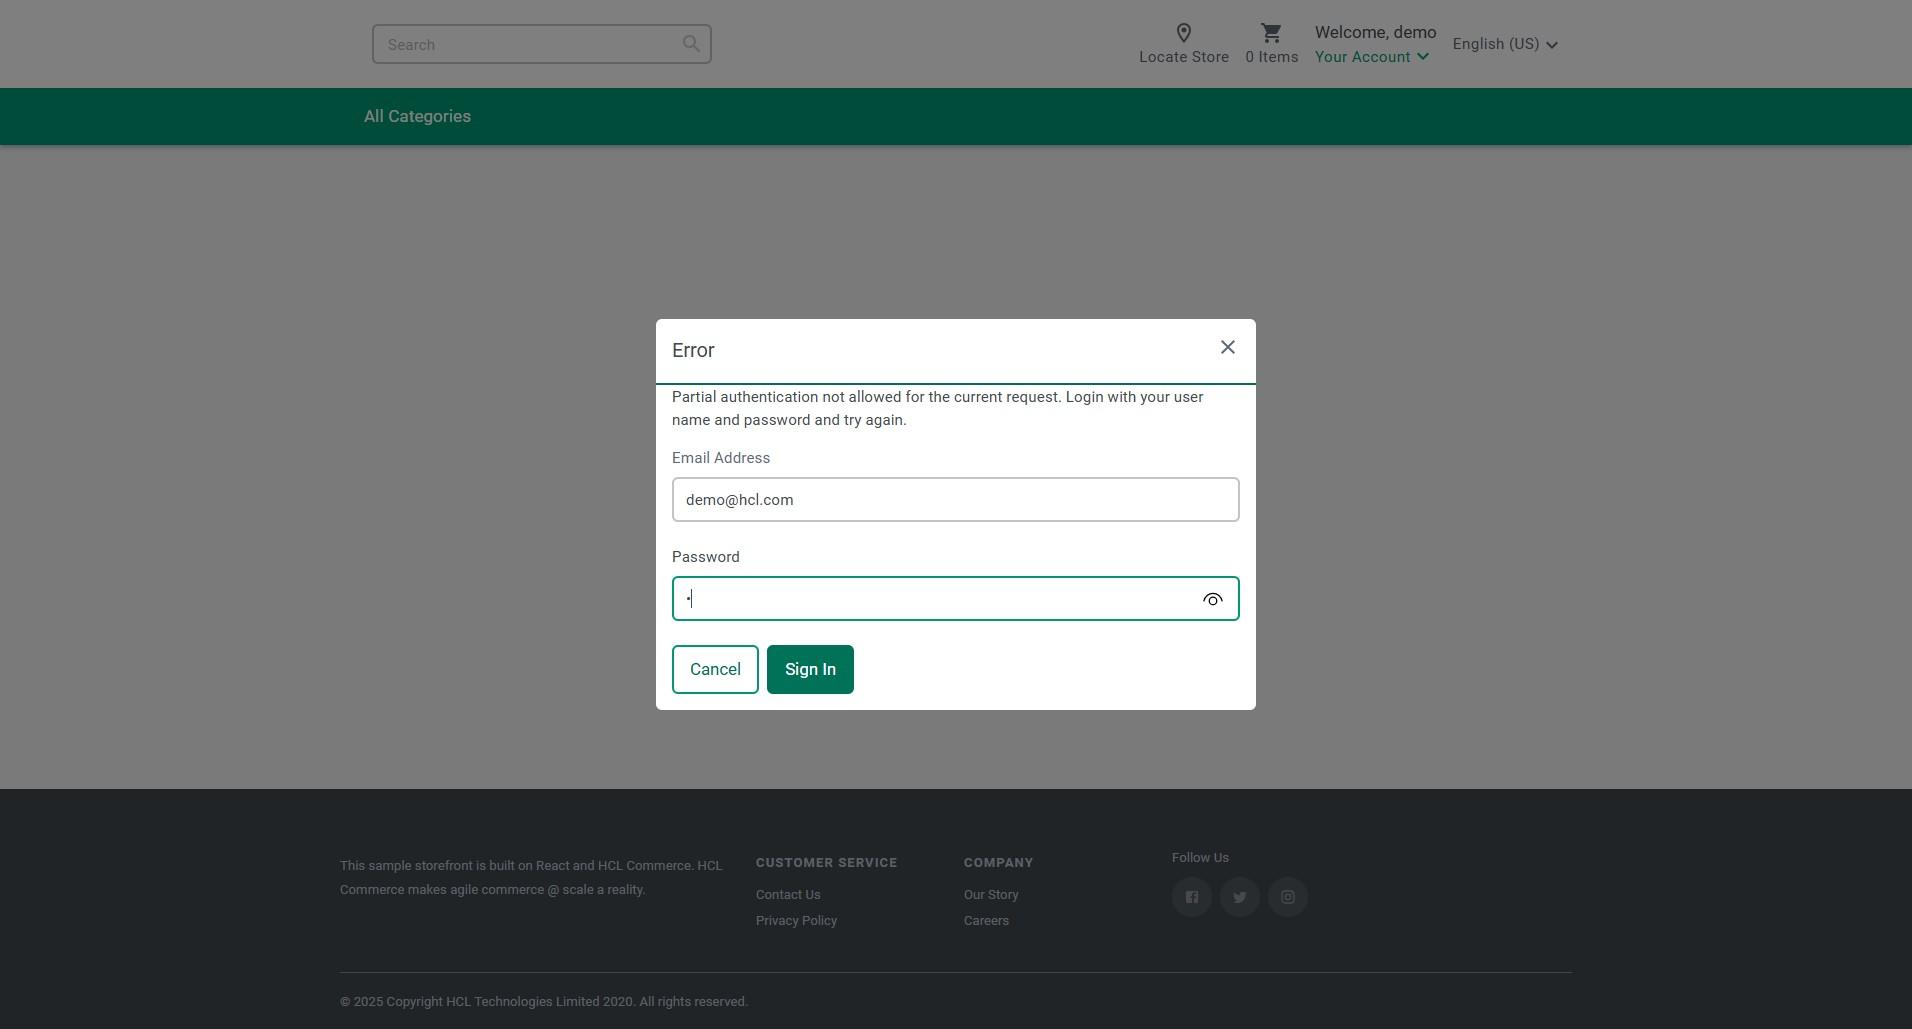 Search
Locate Store
0 Items
Welcome, demo
Your Account
English (US)
All Categories
Error
Partial authentication not allowed for the current request. Login with your user
name and password and try again.
Email Address
demo@hcl.com
Password
•
Cancel
Sign In
This sample storefront is built on React and HCL Commerce. HCL
Commerce makes agile commerce @ scale a reality.
CUSTOMER SERVICE
Contact Us
Privacy Policy
COMPANY
Our Story
Careers
Follow Us
© 2025 Copyright HCL Technologies Limited 2020. All rights reserved.